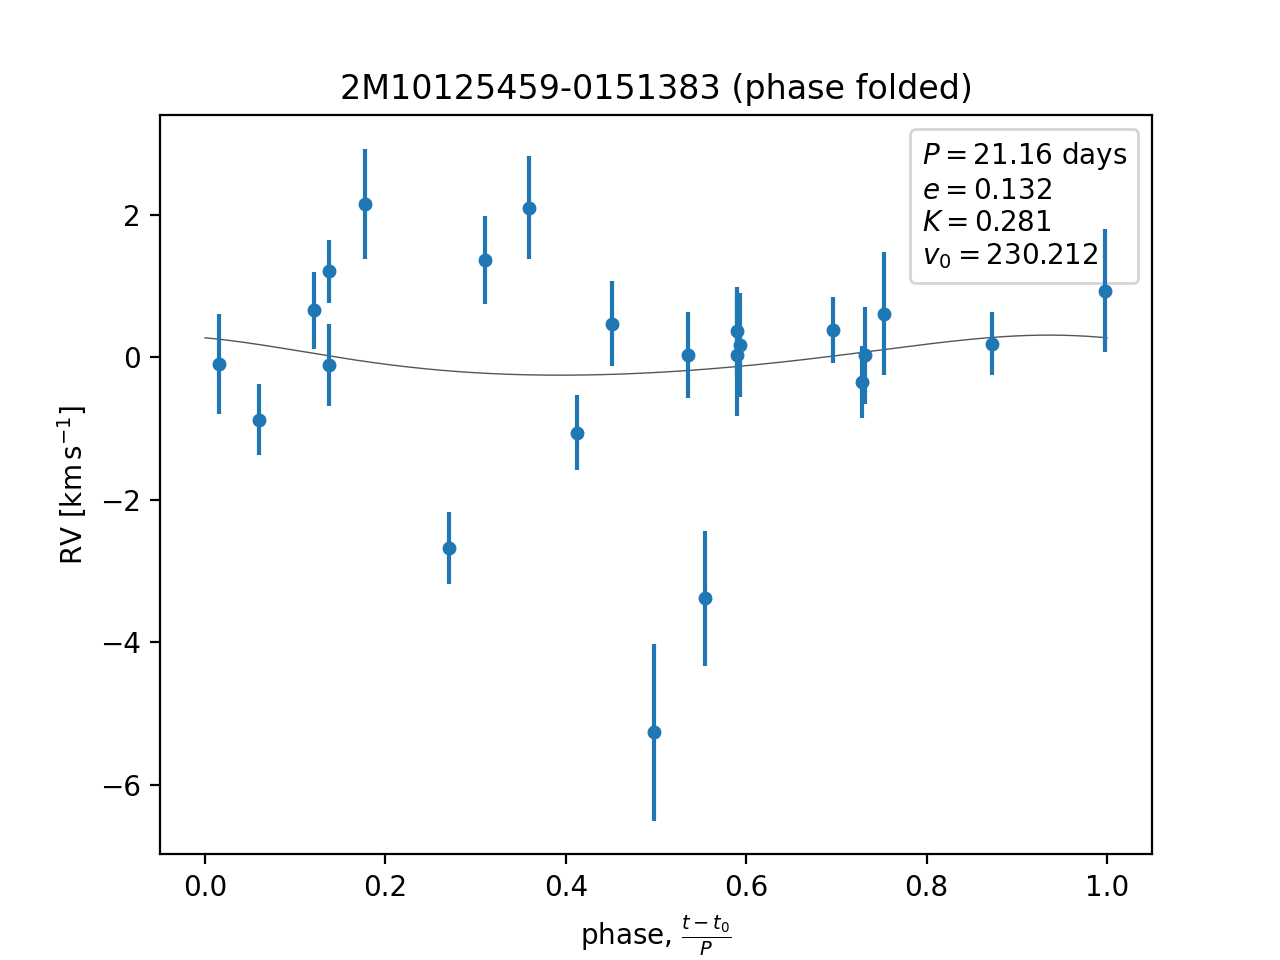 2M10125459-0151383 (phase folded)
P = 21.16 days
e = 0.132
K = 0.281
v₀ = 230.212
2
0
−2
−4
−6
RV [km s⁻¹]
0.0 0.2 0.4 0.6 0.8 1.0
phase, (t − t₀)/P